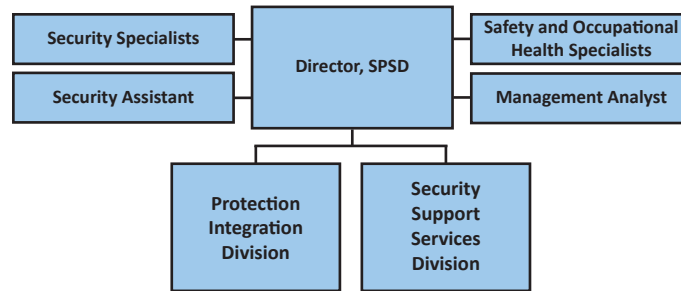 Security Specialists
Director, SPSD
Safety and Occupational
Health Specialists
Security Assistant
Management Analyst
Protection
Integration
Division
Security
Support
Services
Division